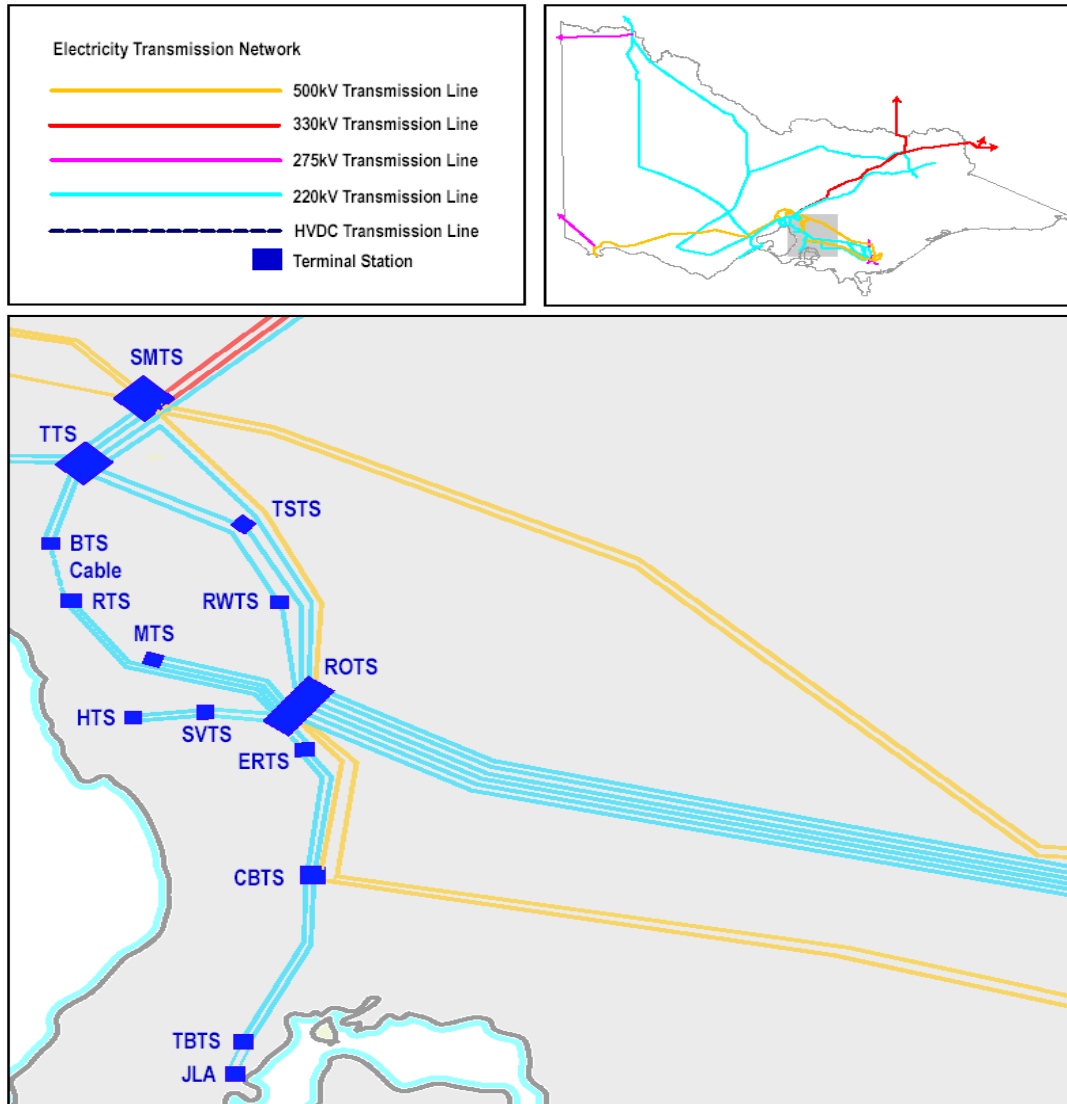 Electricity Transmission Network
500kV Transmission Line
330kV Transmission Line
275kV Transmission Line
220kV Transmission Line
HVDC Transmission Line
Terminal Station
SMTS
TTS
TSTS
BTS
Cable
RTS
RWTS
MTS
ROTS
HTS
SVTS
ERTS
CBTS
TBTS
JLA